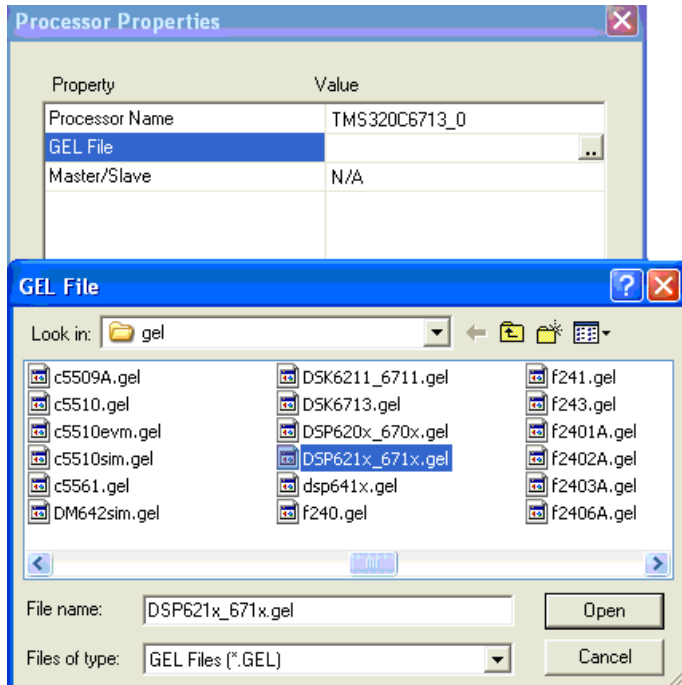 Processor Properties
Property Value
Processor Name TMS320C6713_0
GEL File ..
Master/Slave N/A
GEL File
Look in: gel
c5509A.gel DSK6211_6711.gel f241.gel
c5510.gel DSK6713.gel f243.gel
c5510evm.gel DSP620x_670x.gel f2401A.gel
c5510sim.gel DSP621x_671x.gel f2402A.gel
c5561.gel dsp641x.gel f2403A.gel
DM642sim.gel f240.gel f2406A.gel
File name: DSP621x_671x.gel Open
Files of type: GEL Files (*.GEL) Cancel